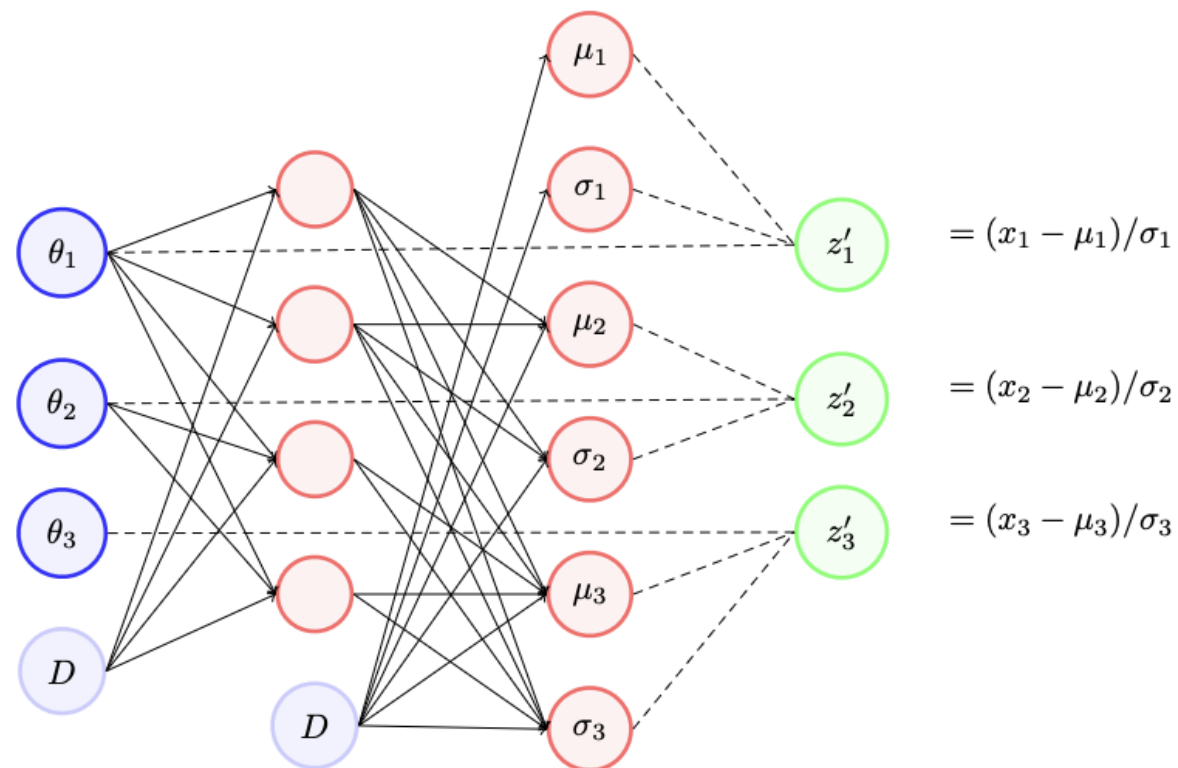 μ₁
σ₁
θ₁
z′₁ = (x₁ − μ₁)/σ₁
μ₂
θ₂
z′₂ = (x₂ − μ₂)/σ₂
σ₂
θ₃
z′₃ = (x₃ − μ₃)/σ₃
μ₃
D
D
σ₃